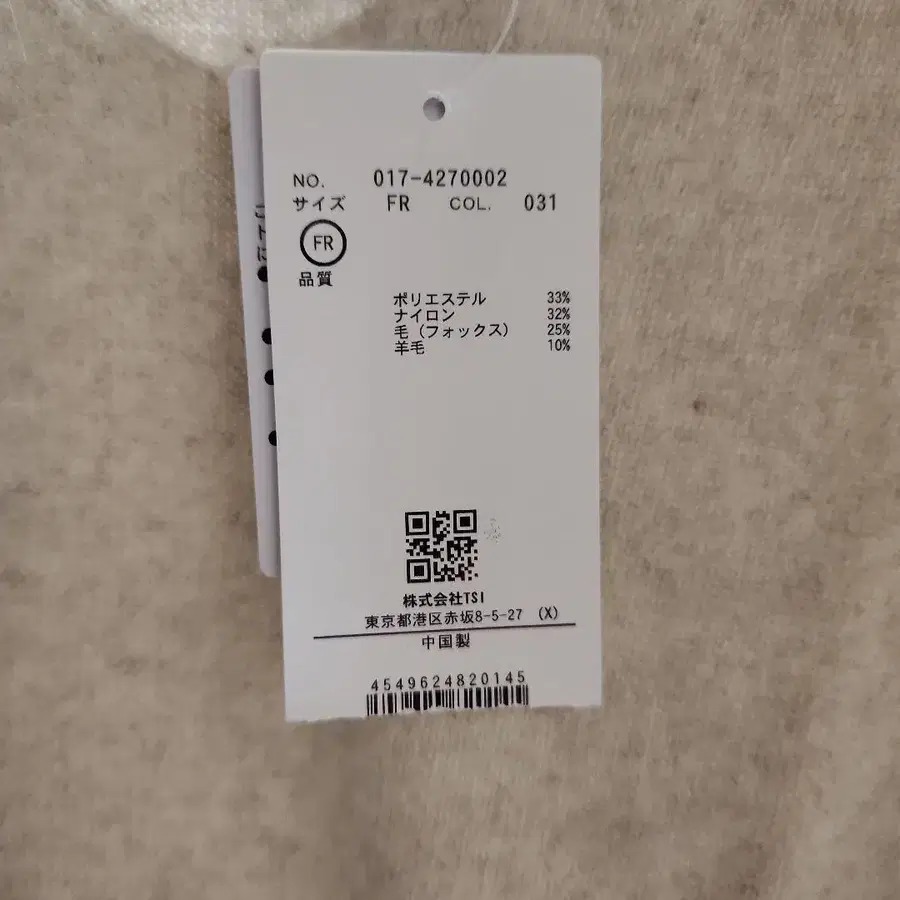 NO. 017-4270002
サイズ FR COL. 031
FR
品質
ポリエステル 33%
ナイロン 32%
毛(フォックス) 25%
羊毛 10%
株式会社TSI
東京都港区赤坂8-5-27 (X)
中国製
4549624820145